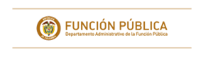 FUNCIÓN PÚBLICA
Departamento Administrativo de la Función Pública